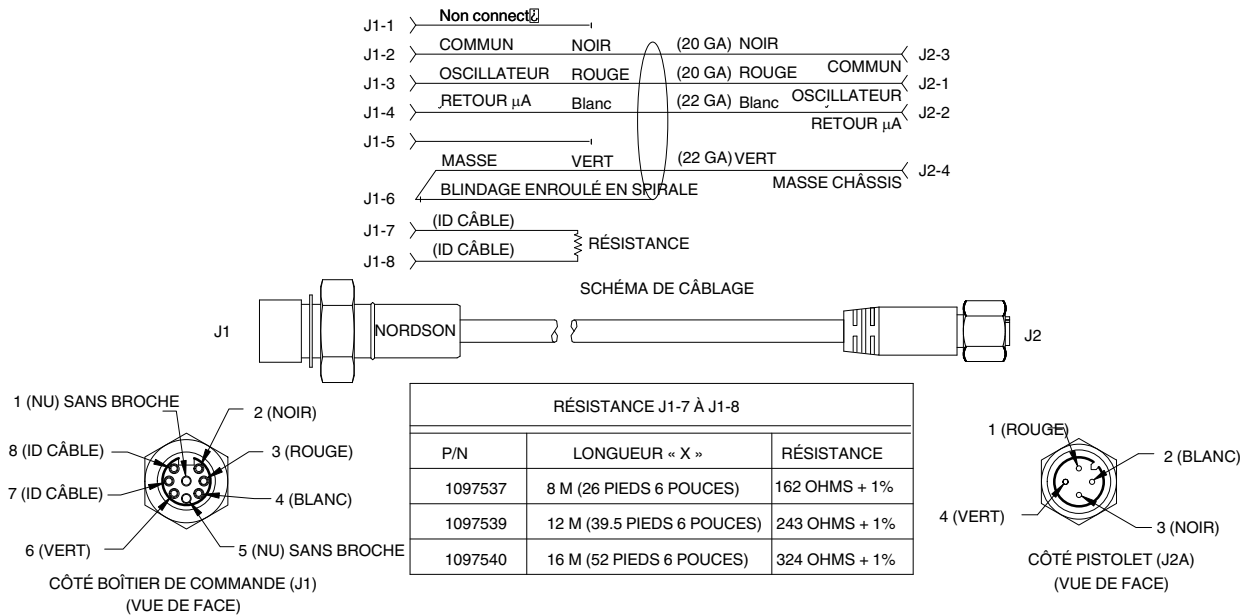 Non connect
J1-1
J1-2 COMMUN NOIR (20 GA) NOIR J2-3
COMMUN
J1-3 OSCILLATEUR ROUGE (20 GA) ROUGE J2-1
OSCILLATEUR
J1-4 RETOUR µA Blanc (22 GA) Blanc J2-2
RETOUR µA
J1-5
MASSE VERT (22 GA) VERT J2-4
MASSE CHÂSSIS
J1-6 BLINDAGE ENROULÉ EN SPIRALE
J1-7 (ID CÂBLE)
RÉSISTANCE
J1-8 (ID CÂBLE)
SCHÉMA DE CÂBLAGE
J1 NORDSON J2
1 (NU) SANS BROCHE
2 (NOIR)
8 (ID CÂBLE)
3 (ROUGE)
7 (ID CÂBLE)
4 (BLANC)
6 (VERT)
5 (NU) SANS BROCHE
CÔTÉ BOÎTIER DE COMMANDE (J1)
(VUE DE FACE)
RÉSISTANCE J1-7 À J1-8
P/N LONGUEUR « X » RÉSISTANCE
1097537 8 M (26 PIEDS 6 POUCES) 162 OHMS + 1%
1097539 12 M (39.5 PIEDS 6 POUCES) 243 OHMS + 1%
1097540 16 M (52 PIEDS 6 POUCES) 324 OHMS + 1%
1 (ROUGE)
2 (BLANC)
4 (VERT)
3 (NOIR)
CÔTÉ PISTOLET (J2A)
(VUE DE FACE)